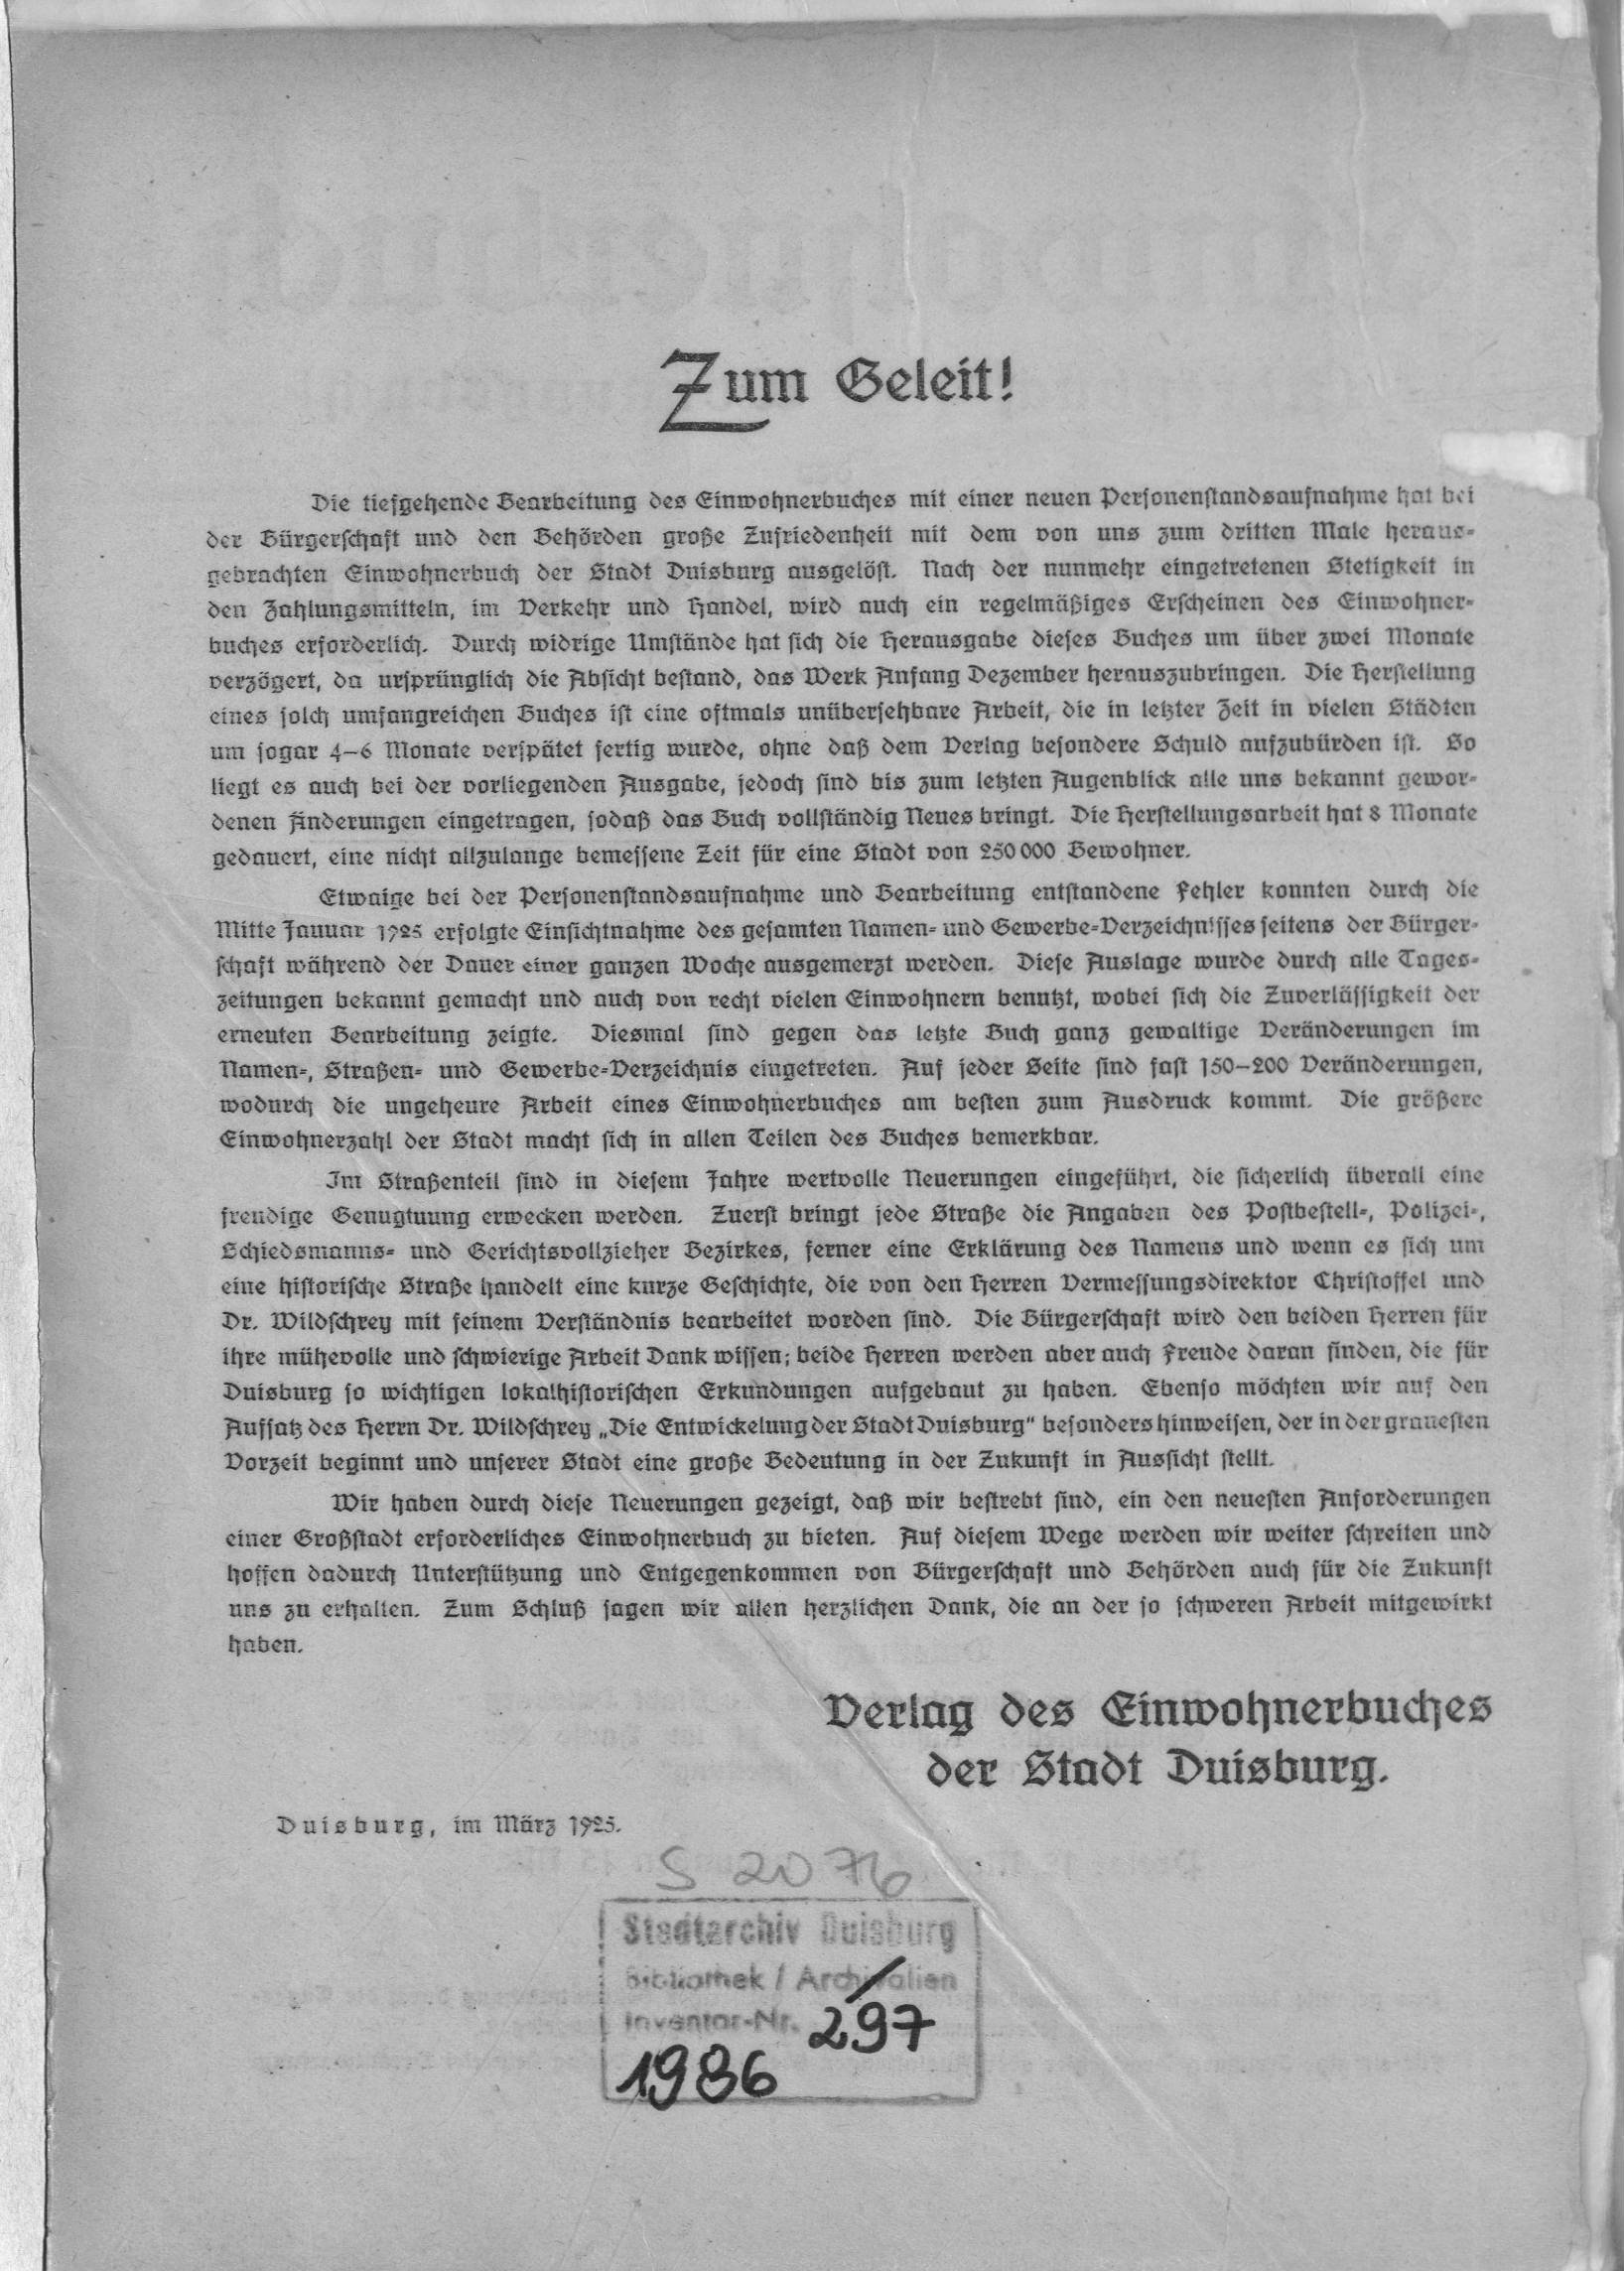 Zum Geleit!
Die tiefgehende Bearbeitung des Einwohnerbuches mit einer neuen Personenstandsaufnahme hat bei
der Bürgerschaft und den Behörden große Zufriedenheit mit dem von uns zum dritten Male heraus-
gebrachten Einwohnerbuch der Stadt Duisburg ausgelöst. Nach der nunmehr eingetretenen Stetigkeit in
den Zahlungsmitteln, im Verkehr und Handel, wird auch ein regelmäßiges Erscheinen des Einwohner-
buches erforderlich. Durch widrige Umstände hat sich die Herausgabe dieses Buches um über zwei Monate
verzögert, da ursprünglich die Absicht bestand, das Werk Anfang Dezember herauszubringen. Die Herstellung
eines solch umfangreichen Buches ist eine oftmals unübersehbare Arbeit, die in letzter Zeit in vielen Städten
um sogar 4–6 Monate verspätet fertig wurde, ohne daß dem Verlag besondere Schuld aufzubürden ist. So
liegt es auch bei der vorliegenden Ausgabe, jedoch sind bis zum letzten Augenblick alle uns bekannt gewor-
denen Änderungen eingetragen, sodaß das Buch vollständig Neues bringt. Die Herstellungsarbeit hat 8 Monate
gedauert, eine nicht allzulange bemessene Zeit für eine Stadt von 250 000 Bewohner.
Etwaige bei der Personenstandsaufnahme und Bearbeitung entstandene Fehler konnten durch die
Mitte Januar 1925 erfolgte Einsichtnahme des gesamten Namen- und Gewerbe-Verzeichnisses seitens der Bürger-
schaft während der Dauer einer ganzen Woche ausgemerzt werden. Diese Auslage wurde durch alle Tages-
zeitungen bekannt gemacht und auch von recht vielen Einwohnern benutzt, wobei sich die Zuverlässigkeit der
erneuten Bearbeitung zeigte. Diesmal sind gegen das letzte Buch ganz gewaltige Veränderungen im
Namen-, Straßen- und Gewerbe-Verzeichnis eingetreten. Auf jeder Seite sind fast 150–200 Veränderungen,
wodurch die ungeheure Arbeit eines Einwohnerbuches am besten zum Ausdruck kommt. Die größere
Einwohnerzahl der Stadt macht sich in allen Teilen des Buches bemerkbar.
Im Straßenteil sind in diesem Jahre wertvolle Neuerungen eingeführt, die sicherlich überall eine
freudige Genugtuung erwecken werden. Zuerst bringt jede Straße die Angaben des Postbestell-, Polizei-,
Schiedsmanns- und Gerichtsvollzieher Bezirkes, ferner eine Erklärung des Namens und wenn es sich um
eine historische Straße handelt eine kurze Geschichte, die von den Herren Vermessungsdirektor Christoffel und
Dr. Wildschrey mit feinem Verständnis bearbeitet worden sind. Die Bürgerschaft wird den beiden Herren für
ihre mühevolle und schwierige Arbeit Dank wissen; beide Herren werden aber auch Freude daran finden, die für
Duisburg so wichtigen lokalhistorischen Erkundungen aufgebaut zu haben. Ebenso möchten wir auf den
Aufsatz des Herrn Dr. Wildschrey „Die Entwickelung der Stadt Duisburg“ besonders hinweisen, der in der grauesten
Vorzeit beginnt und unserer Stadt eine große Bedeutung in der Zukunft in Aussicht stellt.
Wir haben durch diese Neuerungen gezeigt, daß wir bestrebt sind, ein den neuesten Anforderungen
einer Großstadt erforderliches Einwohnerbuch zu bieten. Auf diesem Wege werden wir weiter schreiten und
hoffen dadurch Unterstützung und Entgegenkommen von Bürgerschaft und Behörden auch für die Zukunft
uns zu erhalten. Zum Schluß sagen wir allen herzlichen Dank, die an der so schweren Arbeit mitgewirkt
haben.
Verlag des Einwohnerbuches
der Stadt Duisburg.
Duisburg, im März 1925.
S 2076
Stadtarchiv Duisburg
Bibliothek / Archivalien
Inventar-Nr. 297
1986